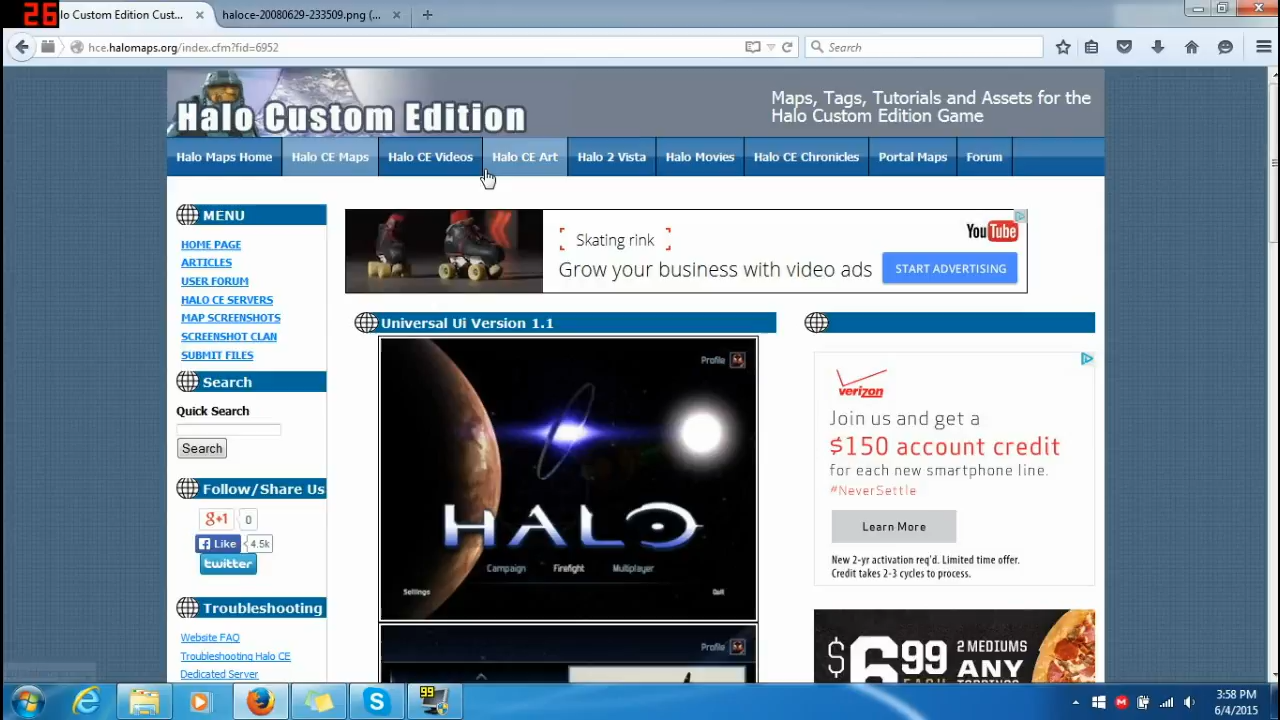 26
lo Custom Edition Cust...
haloce-20080629-233509.png (...
hce.halomaps.org/index.cfm?fid=6952
Search
Halo Custom Edition
Maps, Tags, Tutorials and Assets for the
Halo Custom Edition Game
Halo Maps Home
Halo CE Maps
Halo CE Videos
Halo CE Art
Halo 2 Vista
Halo Movies
Halo CE Chronicles
Portal Maps
Forum
MENU
HOME PAGE
ARTICLES
USER FORUM
HALO CE SERVERS
MAP SCREENSHOTS
SCREENSHOT CLAN
SUBMIT FILES
Search
Quick Search
Search
Follow/Share Us
g+1 0
Like 4.5k
twitter
Troubleshooting
Website FAQ
Troubleshooting Halo CE
Dedicated Server
Skating rink
Grow your business with video ads
YouTube
START ADVERTISING
Universal Ui Version 1.1
Profile
HALO
Campaign
Firefight
Multiplayer
Settings
Quit
Profile
verizon
Join us and get a
$150 account credit
for each new smartphone line.
#NeverSettle
Learn More
New 2-yr activation req'd. Limited time offer.
Credit takes 2-3 cycles to process.
$6.99
2 MEDIUMS
ANY
99
3:58 PM
6/4/2015